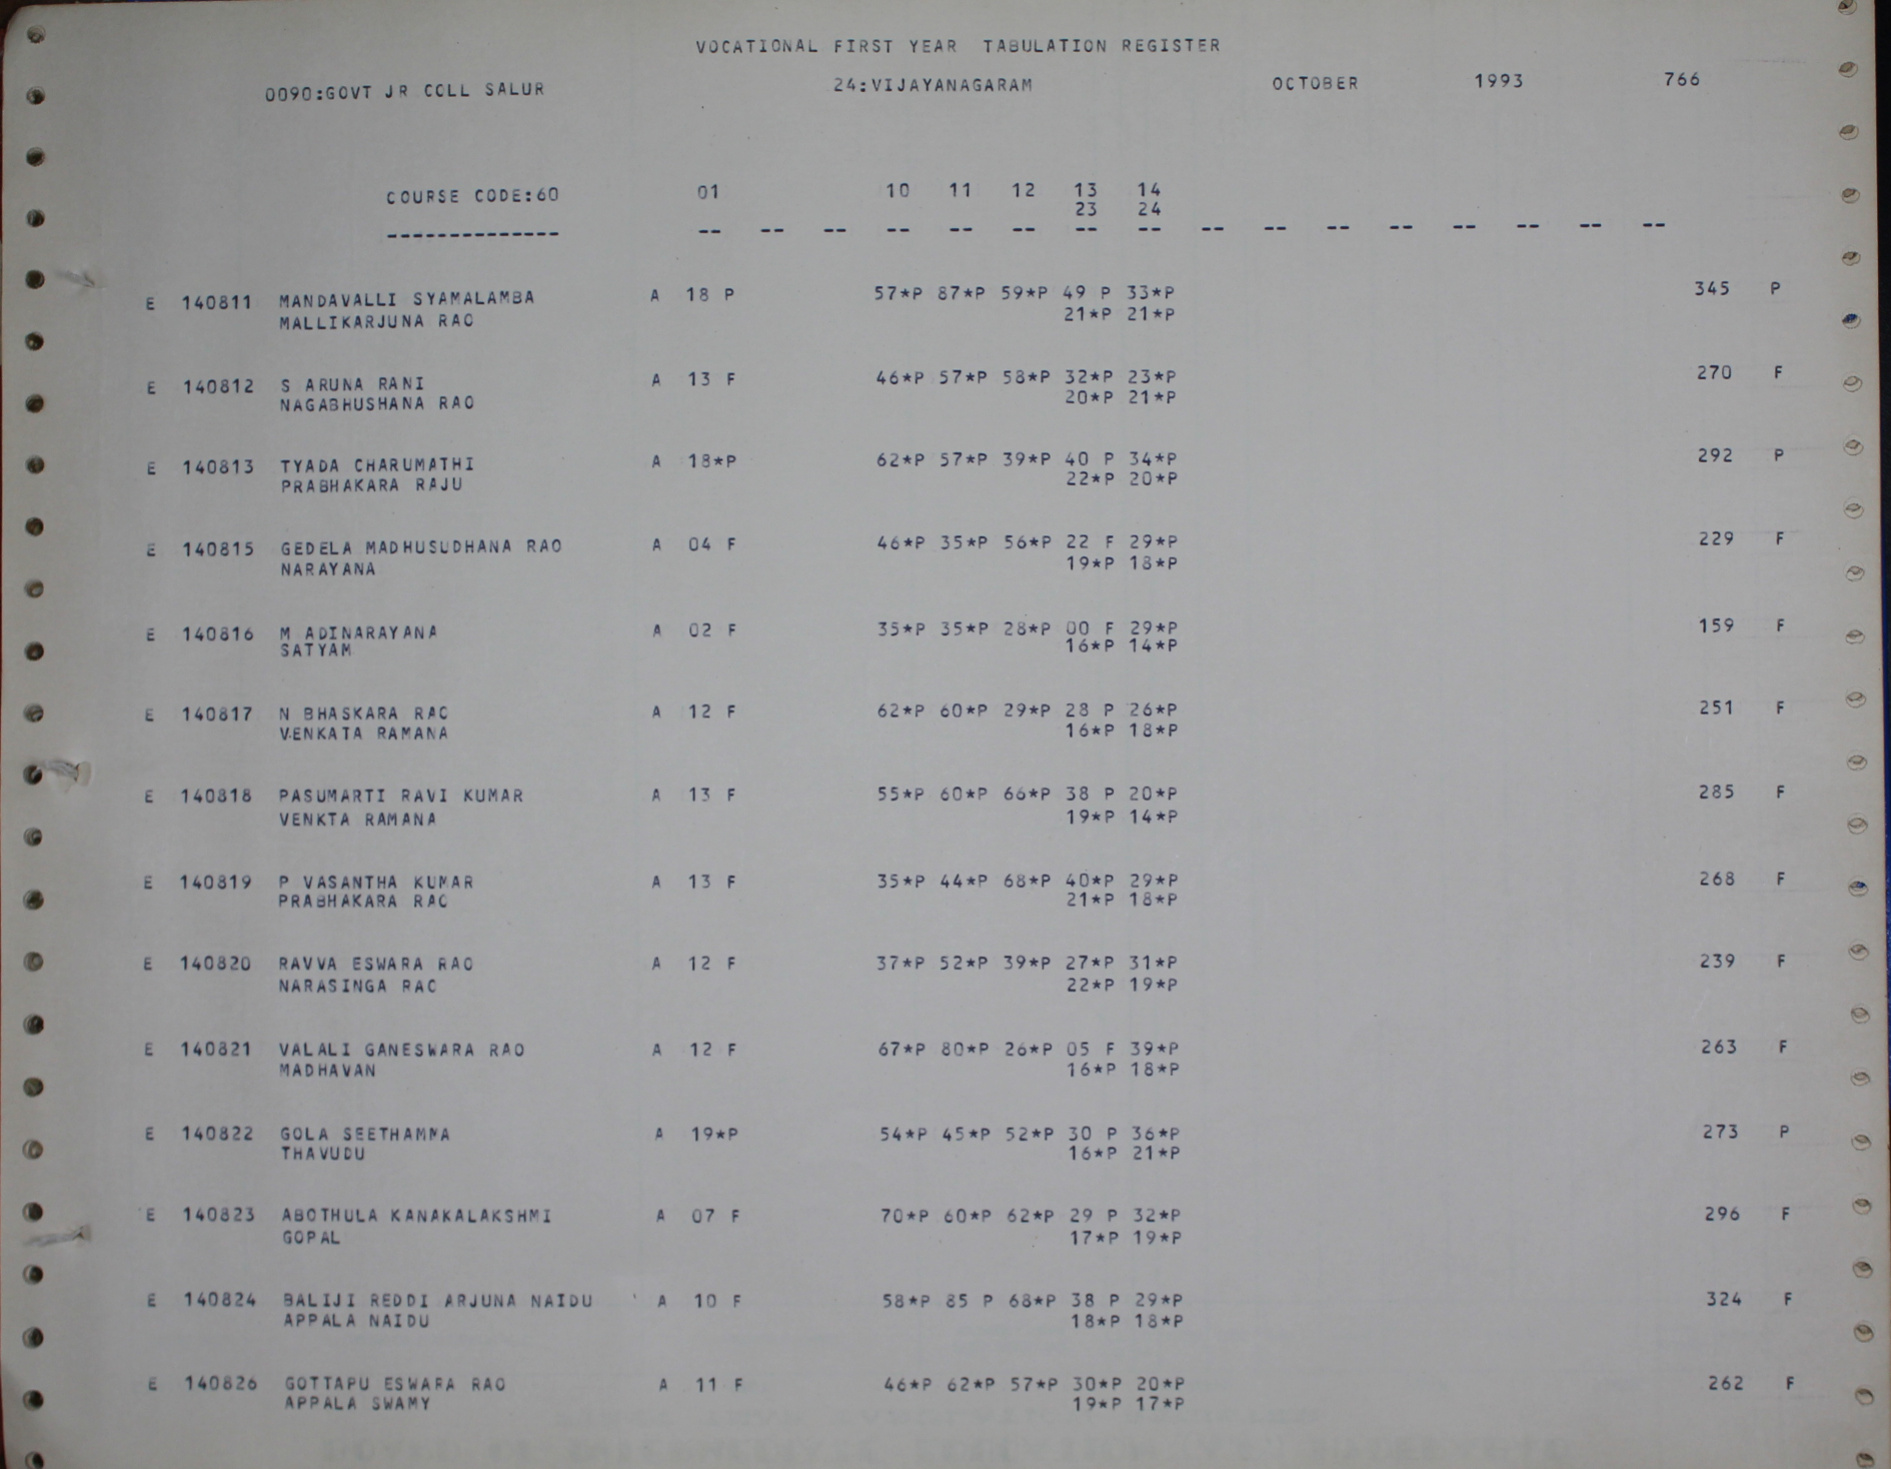 VOCATIONAL FIRST YEAR TABULATION REGISTER
0090:GOVT JR COLL SALUR 24:VIJAYANAGARAM OCTOBER 1993 766
COURSE CODE:60 01 10 11 12 13 14
23 24
-------------- -- -- -- -- -- -- -- -- -- -- -- -- -- -- -- --
E 140811 MANDAVALLI SYAMALAMBA A 18 P 57*P 87*P 59*P 49 P 33*P 345 P
MALLIKARJUNA RAO 21*P 21*P
E 140812 S ARUNA RANI A 13 F 46*P 57*P 58*P 32*P 23*P 270 F
NAGABHUSHANA RAO 20*P 21*P
E 140813 TYADA CHARUMATHI A 18*P 62*P 57*P 39*P 40 P 34*P 292 P
PRABHAKARA RAJU 22*P 20*P
E 140815 GEDELA MADHUSUDHANA RAO A 04 F 46*P 35*P 56*P 22 F 29*P 229 F
NARAYANA 19*P 18*P
E 140816 M ADINARAYANA A 02 F 35*P 35*P 28*P 00 F 29*P 159 F
SATYAM 16*P 14*P
E 140817 N BHASKARA RAO A 12 F 62*P 60*P 29*P 28 P 26*P 251 F
VENKATA RAMANA 16*P 18*P
E 140818 PASUMARTI RAVI KUMAR A 13 F 55*P 60*P 66*P 38 P 20*P 285 F
VENKTA RAMANA 19*P 14*P
E 140819 P VASANTHA KUMAR A 13 F 35*P 44*P 68*P 40*P 29*P 268 F
PRABHAKARA RAO 21*P 18*P
E 140820 RAVVA ESWARA RAO A 12 F 37*P 52*P 39*P 27*P 31*P 239 F
NARASINGA RAO 22*P 19*P
E 140821 VALALI GANESWARA RAO A 12 F 67*P 80*P 26*P 05 F 39*P 263 F
MADHAVAN 16*P 18*P
E 140822 GOLA SEETHAMMA A 19*P 54*P 45*P 52*P 30 P 36*P 273 P
THAVUDU 16*P 21*P
E 140823 ABOTHULA KANAKALAKSHMI A 07 F 70*P 60*P 62*P 29 P 32*P 296 F
GOPAL 17*P 19*P
E 140824 BALIJI REDDI ARJUNA NAIDU A 10 F 58*P 85 P 68*P 38 P 29*P 324 F
APPALA NAIDU 18*P 18*P
E 140826 GOTTAPU ESWARA RAO A 11 F 46*P 62*P 57*P 30*P 20*P 262 F
APPALA SWAMY 19*P 17*P